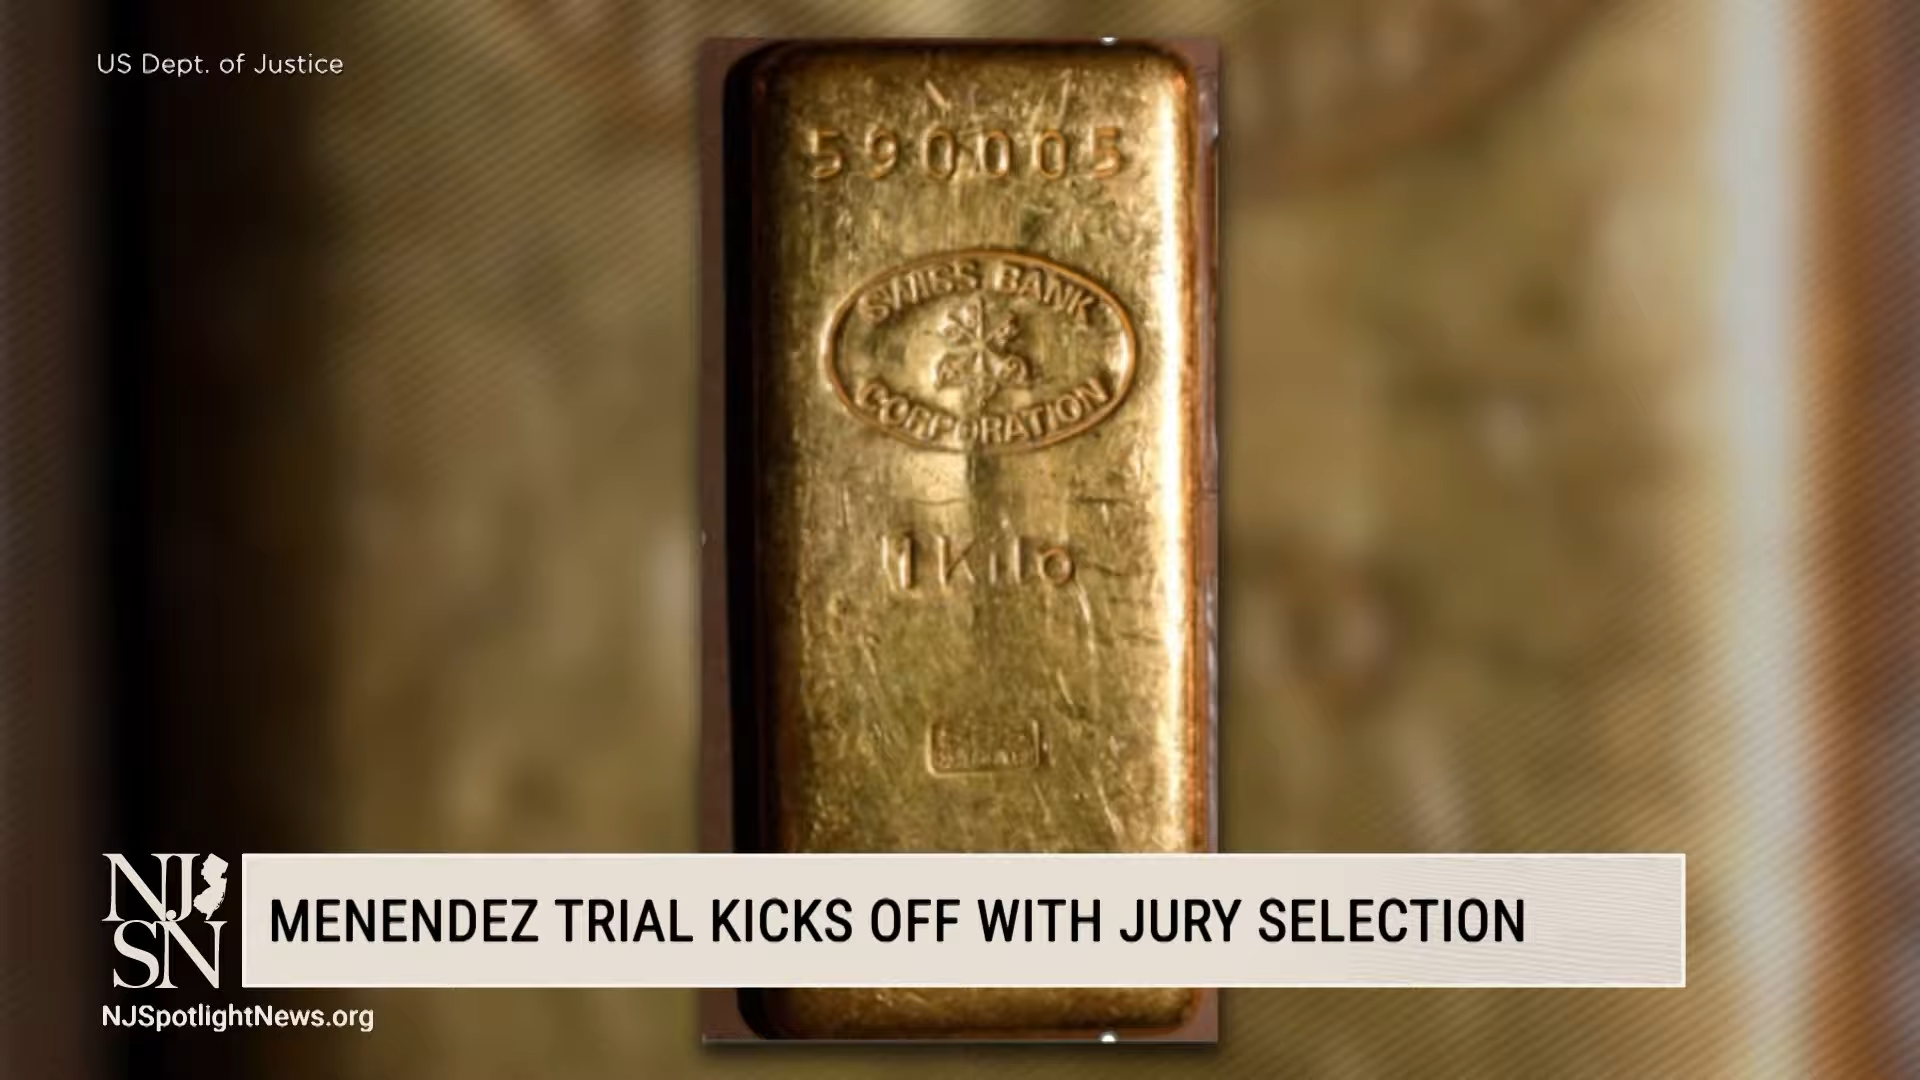 US Dept. of Justice
590005
SWISS BANK
CORPORATION
1 Kilo
NJ
SN
MENENDEZ TRIAL KICKS OFF WITH JURY SELECTION
NJSpotlightNews.org